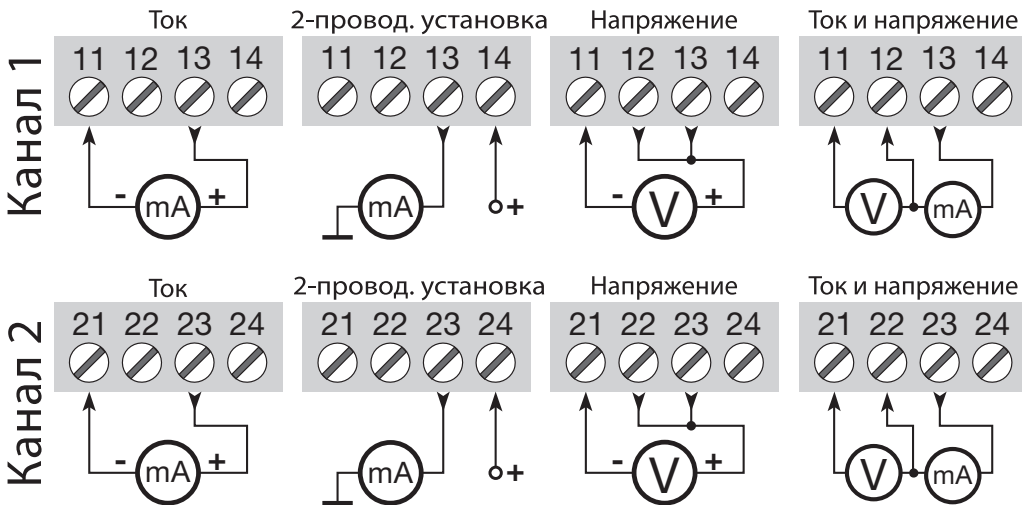 Канал 1
Ток 2-провод. установка Напряжение Ток и напряжение
11 12 13 14 11 12 13 14 11 12 13 14 11 12 13 14
- mA + mA + - V + V mA
Канал 2
Ток 2-провод. установка Напряжение Ток и напряжение
21 22 23 24 21 22 23 24 21 22 23 24 21 22 23 24
- mA + mA + - V + V mA